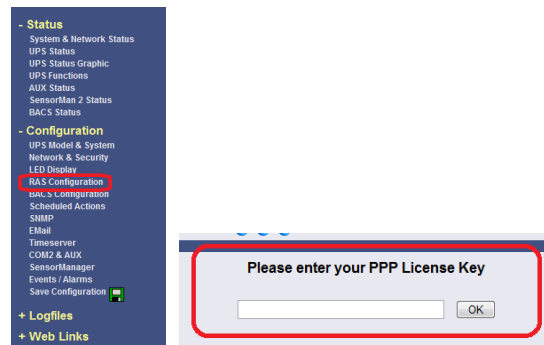 - Status
System & Network Status
UPS Status
UPS Status Graphic
UPS Functions
AUX Status
SensorMan 2 Status
BACS Status
- Configuration
UPS Model & System
Network & Security
LED Display
RAS Configuration
BACS Configuration
Scheduled Actions
SNMP
EMail
Timeserver
COM2 & AUX
SensorManager
Events / Alarms
Save Configuration
+ Logfiles
+ Web Links
Please enter your PPP License Key
OK